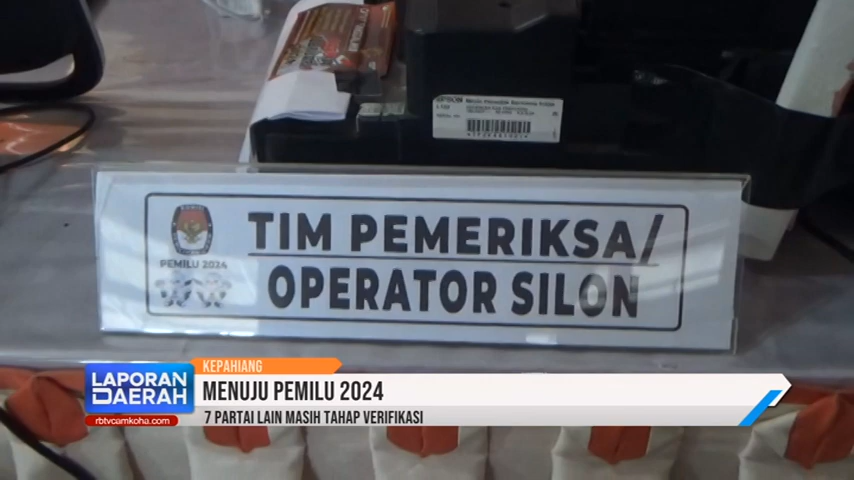 TIM PEMERIKSA/
OPERATOR SILON
PEMILU 2024
KEPAHIANG
LAPORAN
DAERAH
MENUJU PEMILU 2024
7 PARTAI LAIN MASIH TAHAP VERIFIKASI
rbtvcamkoha.com